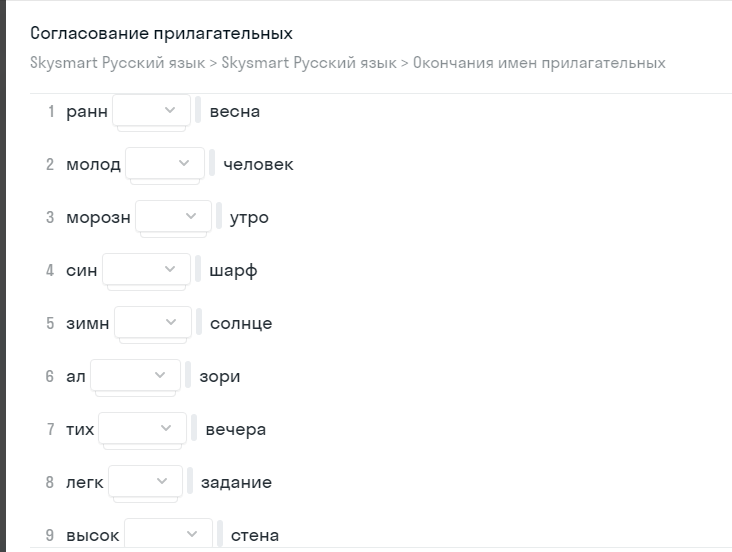 Согласование прилагательных
Skysmart Русский язык > Skysmart Русский язык > Окончания имен прилагательных
1 ранн весна
2 молод человек
3 морозн утро
4 син шарф
5 зимн солнце
6 ал зори
7 тих вечера
8 легк задание
9 высок стена